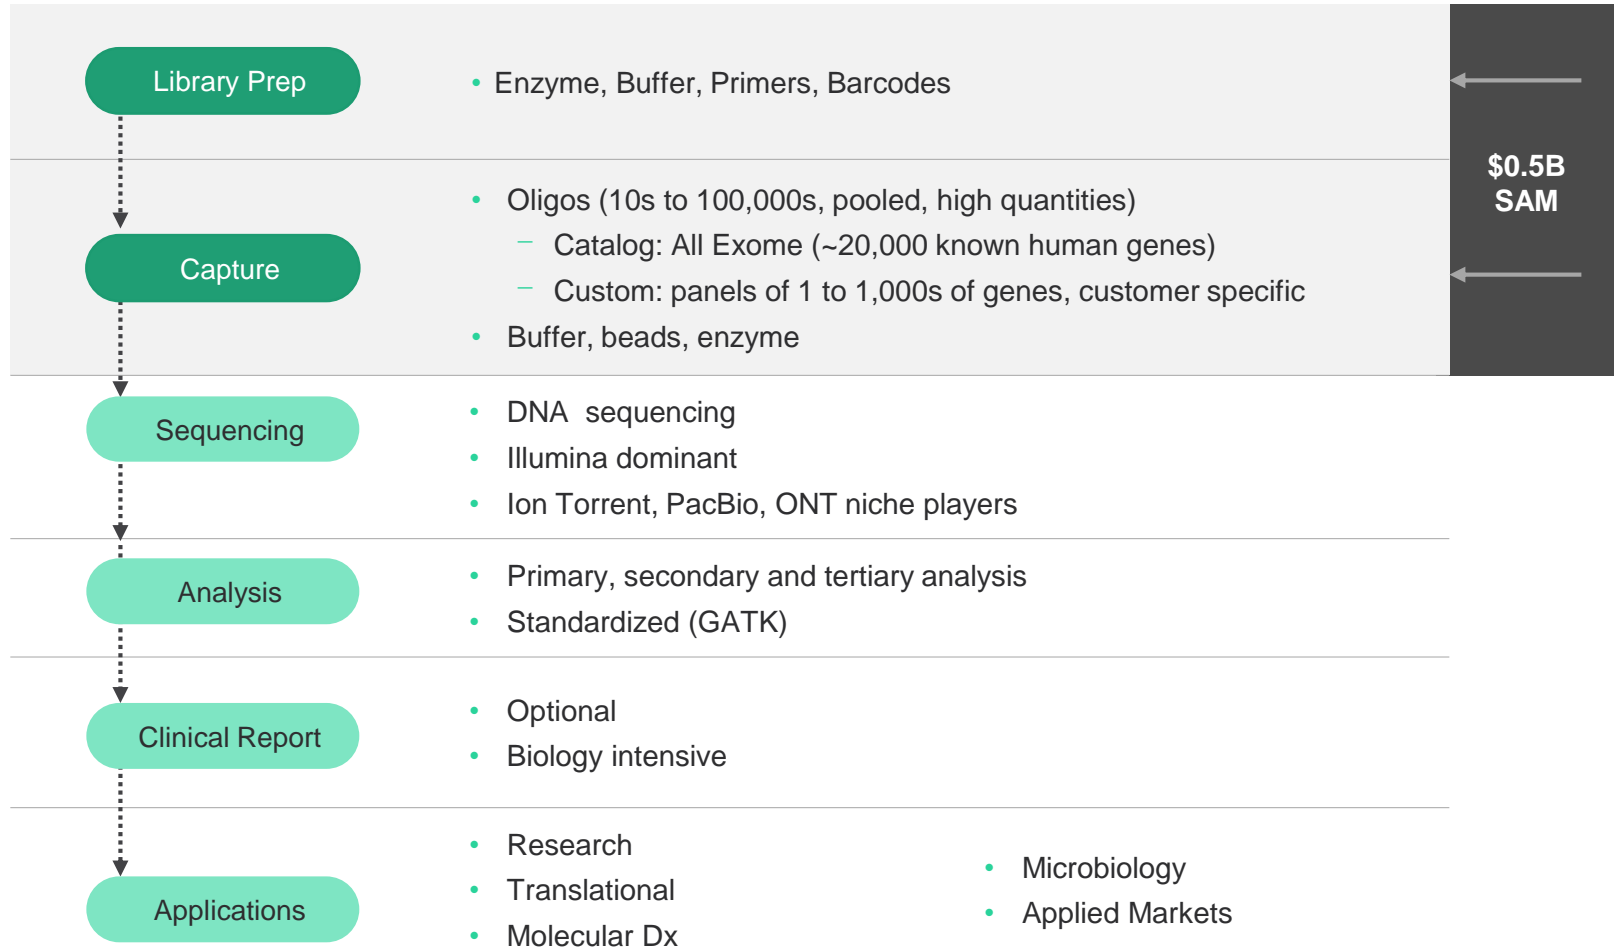 Library Prep
• Enzyme, Buffer, Primers, Barcodes
$0.5B
SAM
Capture
• Oligos (10s to 100,000s, pooled, high quantities)
– Catalog: All Exome (~20,000 known human genes)
– Custom: panels of 1 to 1,000s of genes, customer specific
• Buffer, beads, enzyme
Sequencing
• DNA sequencing
• Illumina dominant
• Ion Torrent, PacBio, ONT niche players
Analysis
• Primary, secondary and tertiary analysis
• Standardized (GATK)
Clinical Report
• Optional
• Biology intensive
Applications
• Research
• Translational
• Molecular Dx
• Microbiology
• Applied Markets